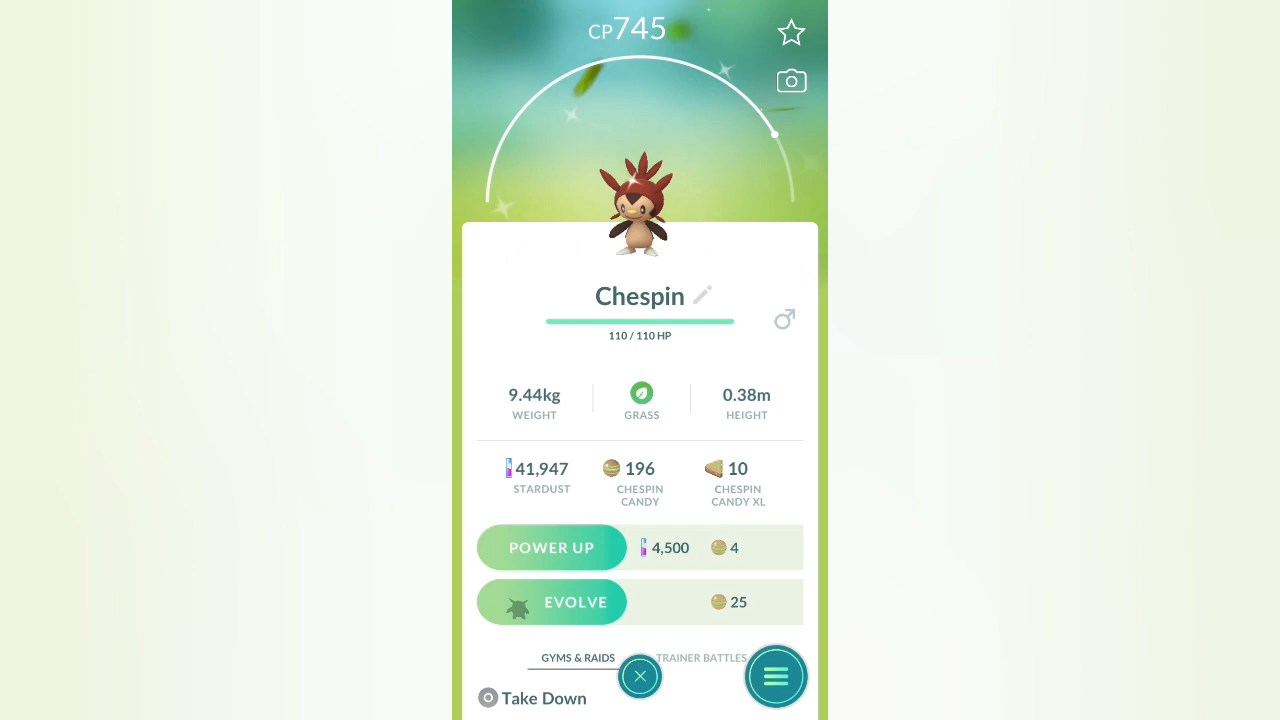 CP745
Chespin
110 / 110 HP
9.44kg
WEIGHT
GRASS
0.38m
HEIGHT
41,947
STARDUST
196
CHESPIN
CANDY
10
CHESPIN
CANDY XL
POWER UP 4,500 4
EVOLVE 25
GYMS & RAIDS TRAINER BATTLES
Take Down